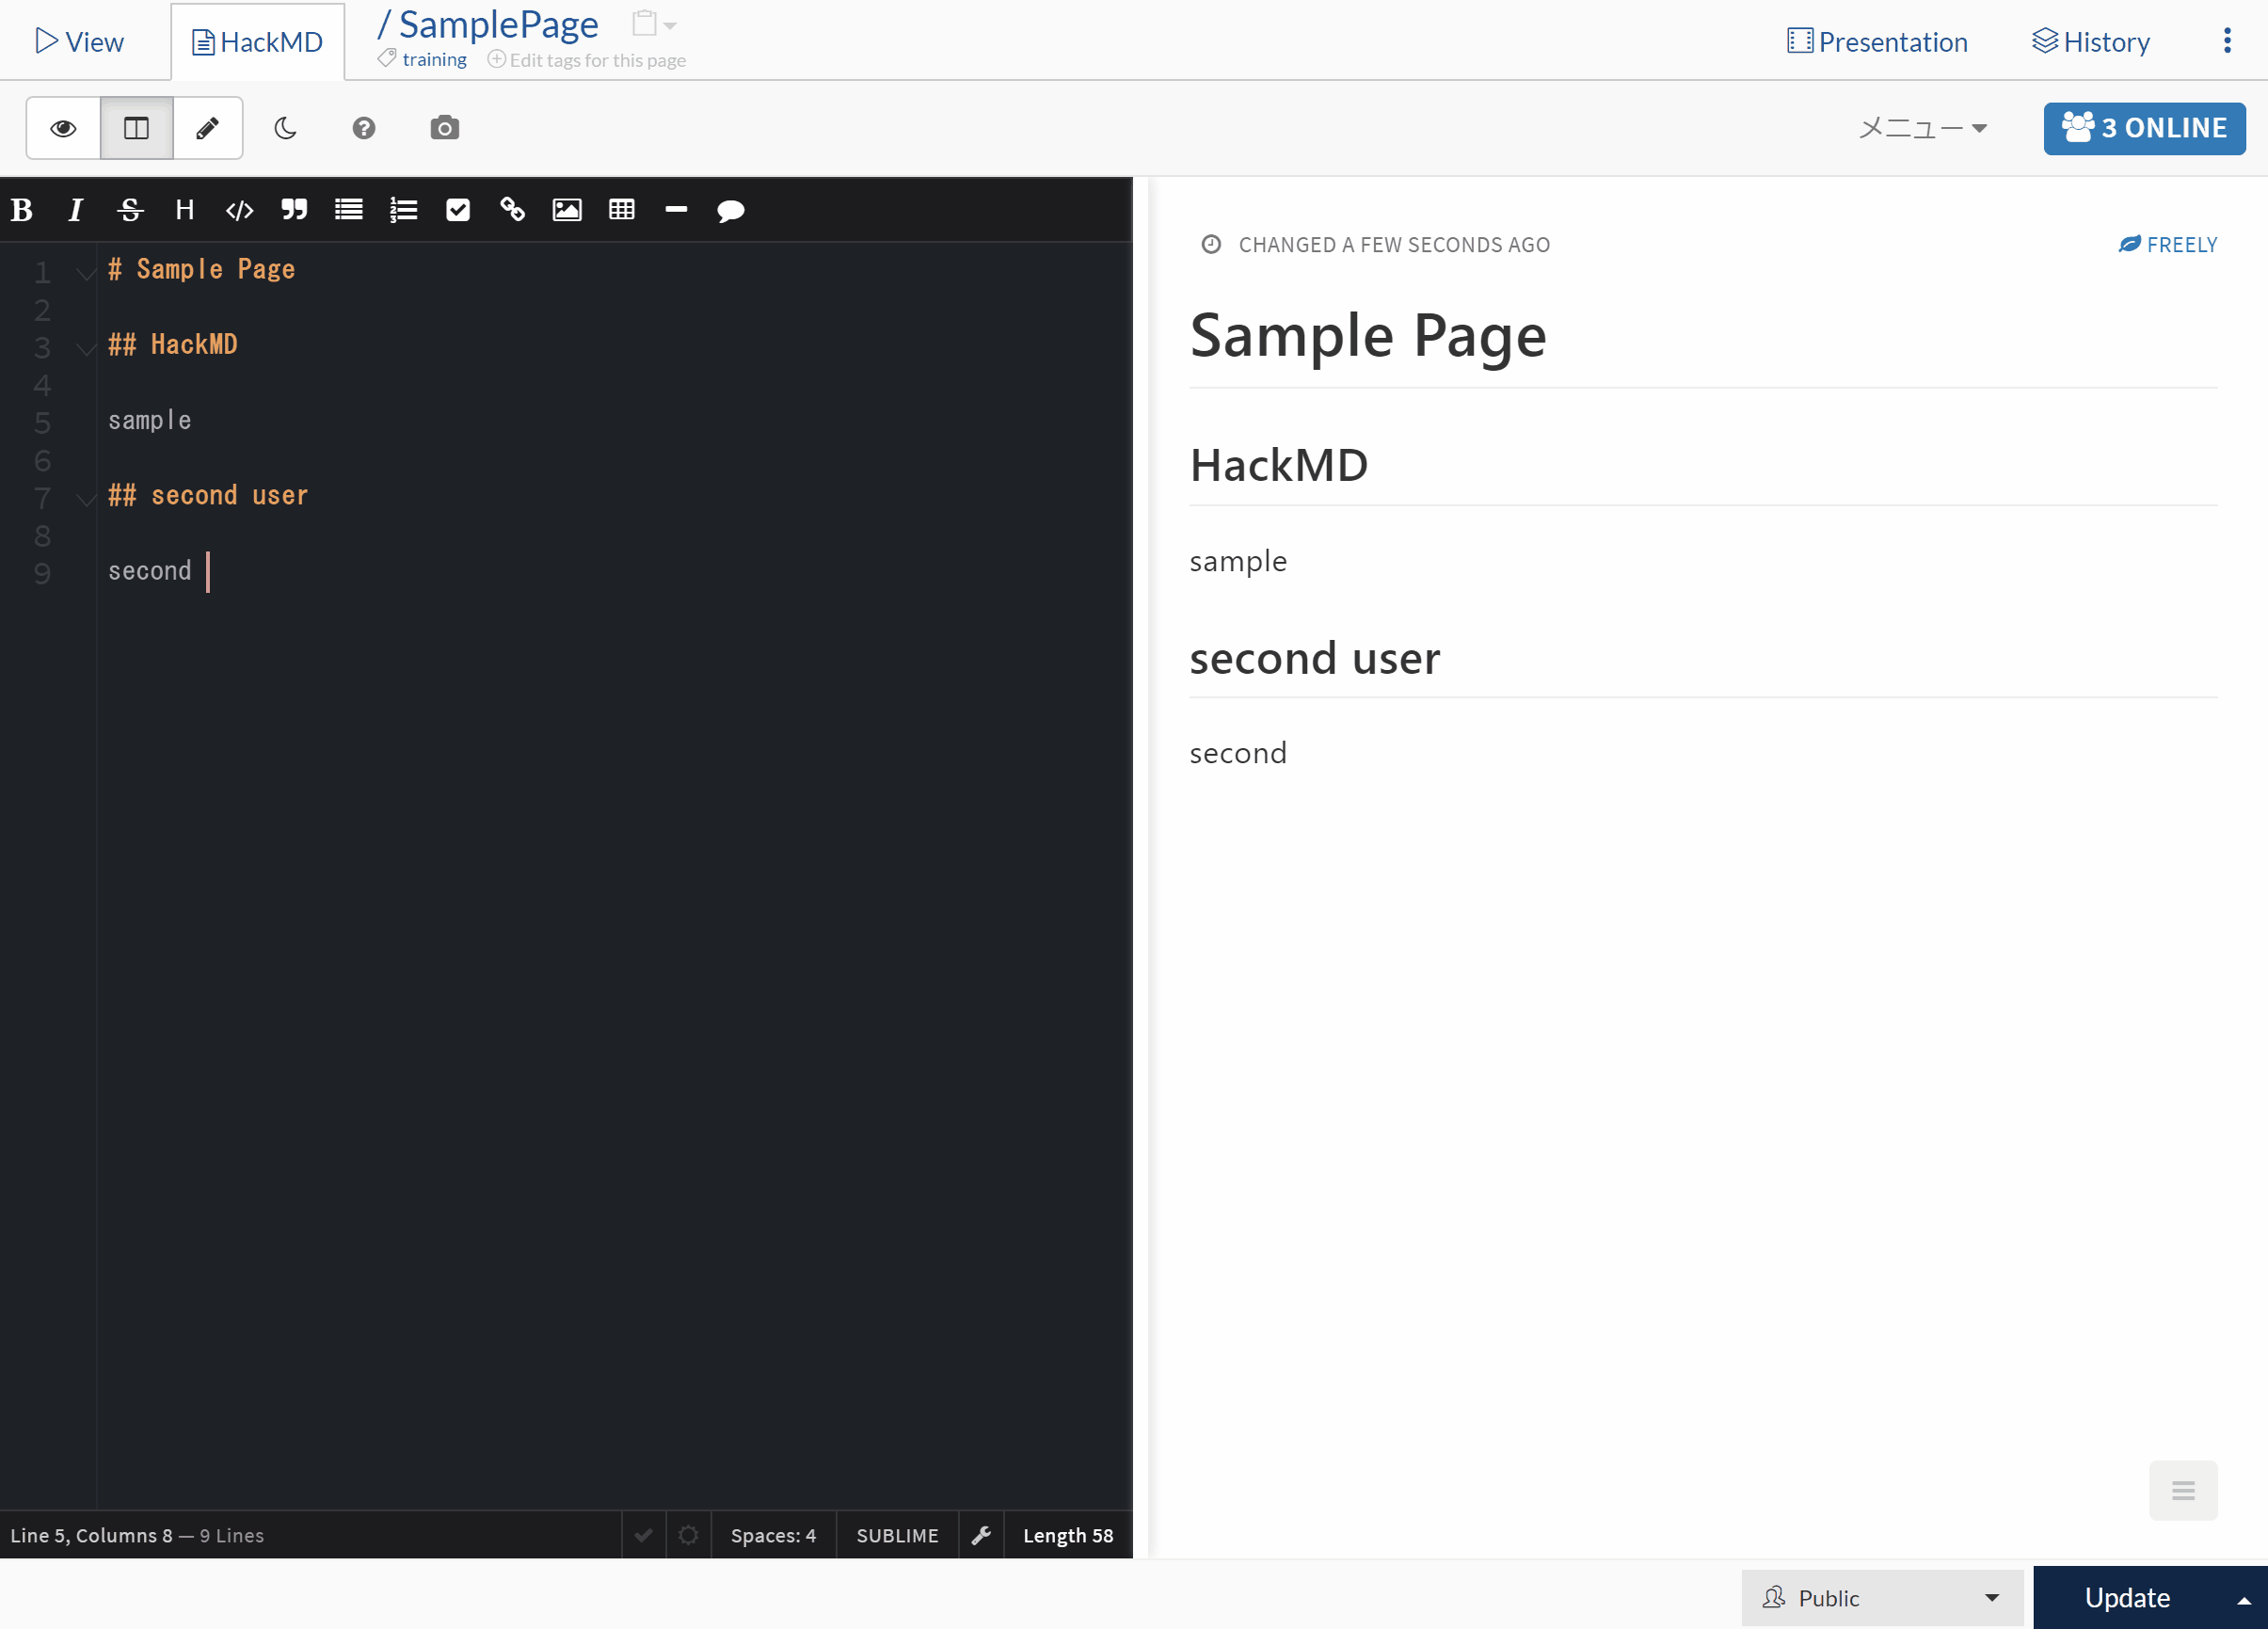 View
HackMD
/ SamplePage
training
Edit tags for this page
Presentation
History
メニュー
3 ONLINE
B I S H
1 # Sample Page
2
3 ## HackMD
4
5 sample
6
7 ## second user
8
9 second
Line 5, Columns 8 — 9 Lines
Spaces: 4
SUBLIME
Length 58
CHANGED A FEW SECONDS AGO
FREELY
Sample Page
HackMD
sample
second user
second
Public
Update